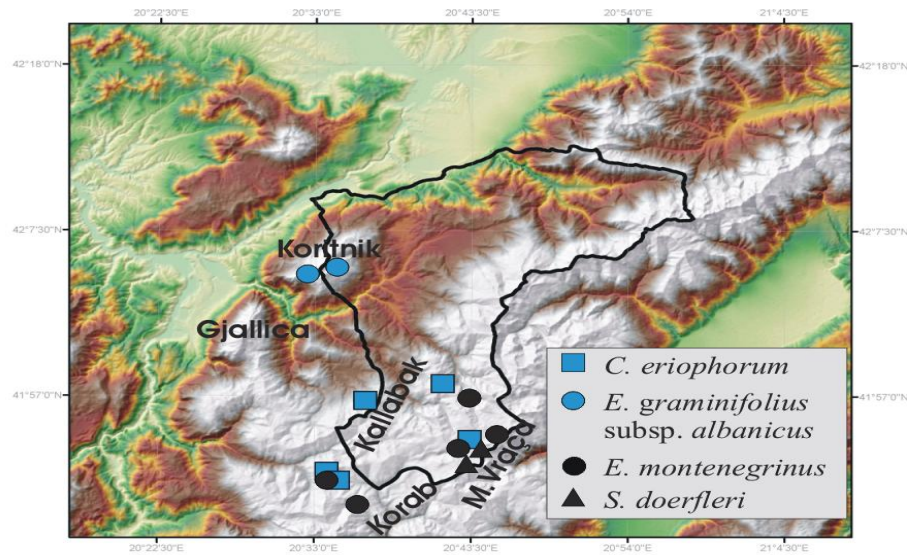 20°22'30"E 20°33'0"E 20°43'30"E 20°54'0"E 21°4'30"E
42°18'0"N 42°18'0"N
42°7'30"N 42°7'30"N
Koritnik
Gjallica
41°57'0"N 41°57'0"N
Kallabak
Korab
M.Vraça
C. eriophorum
E. graminifolius
subsp. albanicus
E. montenegrinus
S. doerfleri
20°22'30"E 20°33'0"E 20°43'30"E 20°54'0"E 21°4'30"E